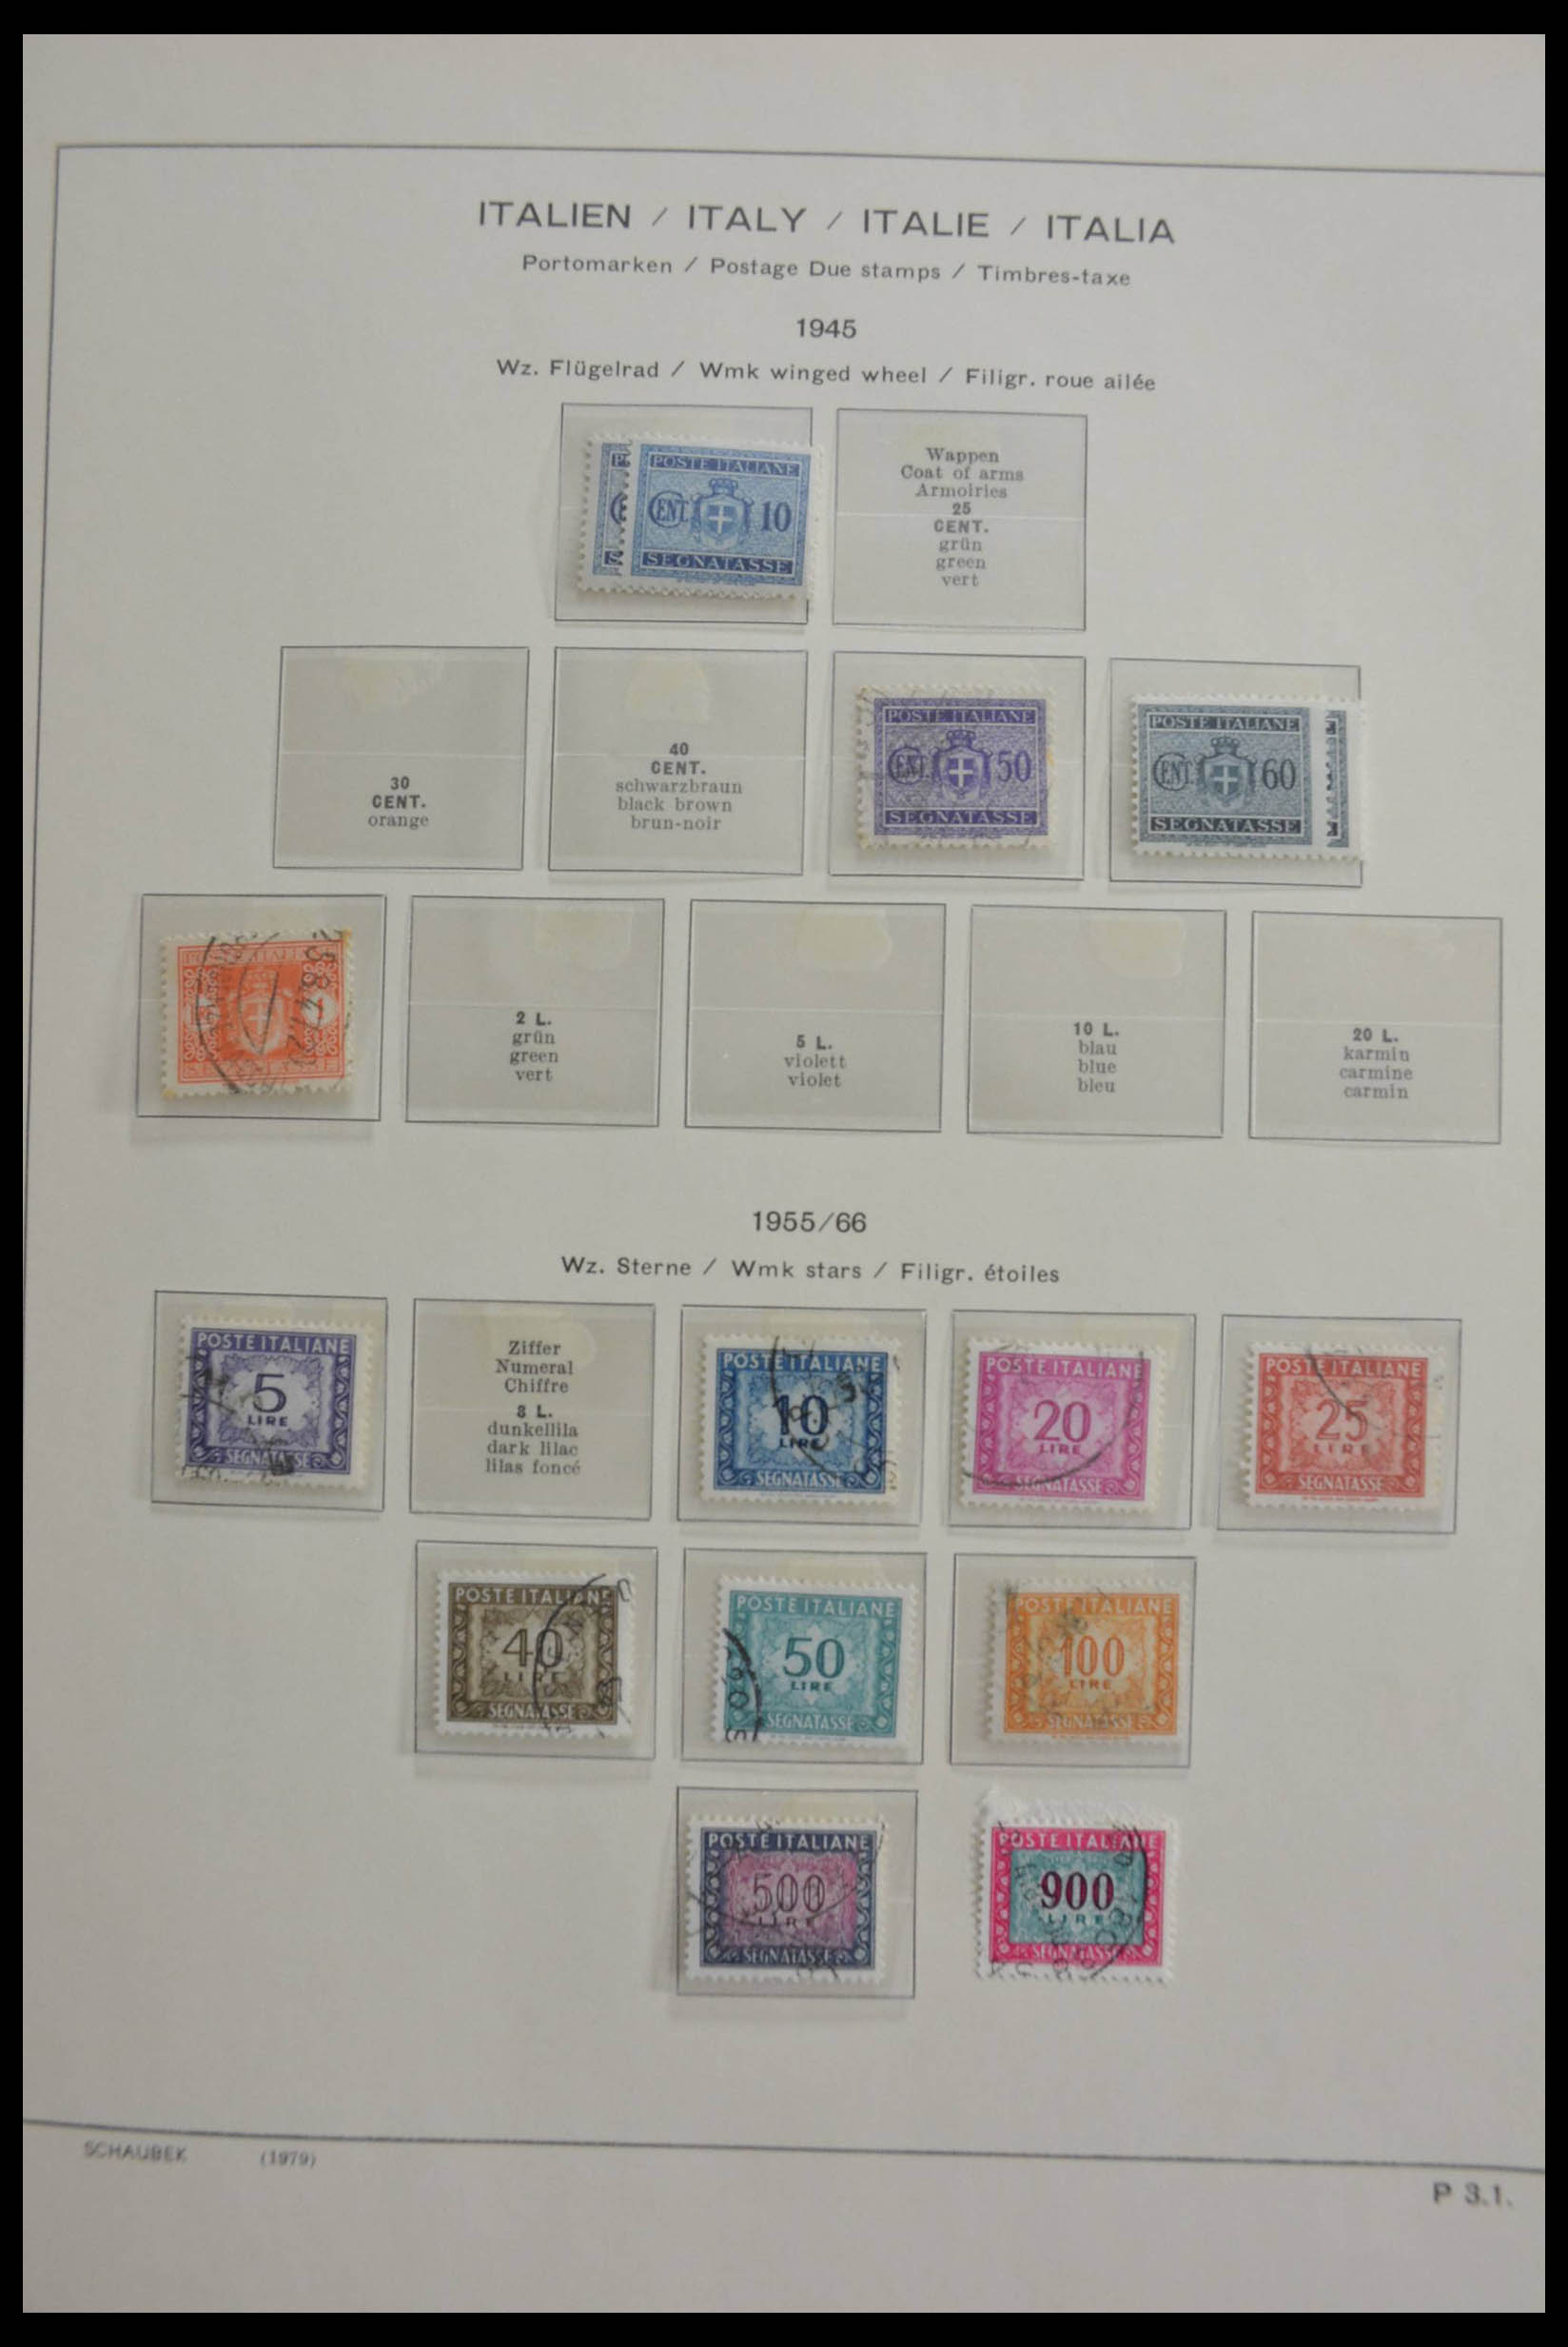 ITALIEN / ITALY / ITALIE / ITALIA
Portomarken / Postage Due stamps / Timbres-taxe
1945
Wz. Flügelrad / Wmk winged wheel / Filigr. roue ailée
POSTE ITALIANE
CENT. 10
SEGNATASSE
Wappen
Coat of arms
Armoiries
25
CENT.
grün
green
vert
30
CENT.
orange
40
CENT.
schwarzbraun
black brown
brun-noir
POSTE ITALIANE
CENT. 50
SEGNATASSE
POSTE ITALIANE
CENT. 60
SEGNATASSE
2 L.
grün
green
vert
5 L.
violett
violet
10 L.
blau
blue
bleu
20 L.
karmin
carmine
carmin
1955/66
Wz. Sterne / Wmk stars / Filigr. étoiles
POSTE ITALIANE
5
LIRE
SEGNATASSE
Ziffer
Numeral
Chiffre
8 L.
dunkellila
dark lilac
lilas foncé
POSTE ITALIANE
10
LIRE
SEGNATASSE
POSTE ITALIANE
20
LIRE
SEGNATASSE
POSTE ITALIANE
25
LIRE
SEGNATASSE
POSTE ITALIANE
40
LIRE
SEGNATASSE
POSTE ITALIANE
50
LIRE
SEGNATASSE
POSTE ITALIANE
100
LIRE
SEGNATASSE
POSTE ITALIANE
500
LIRE
SEGNATASSE
POSTE ITALIANE
900
LIRE
SEGNATASSE
SCHAUBEK (1979)
P 3.1.